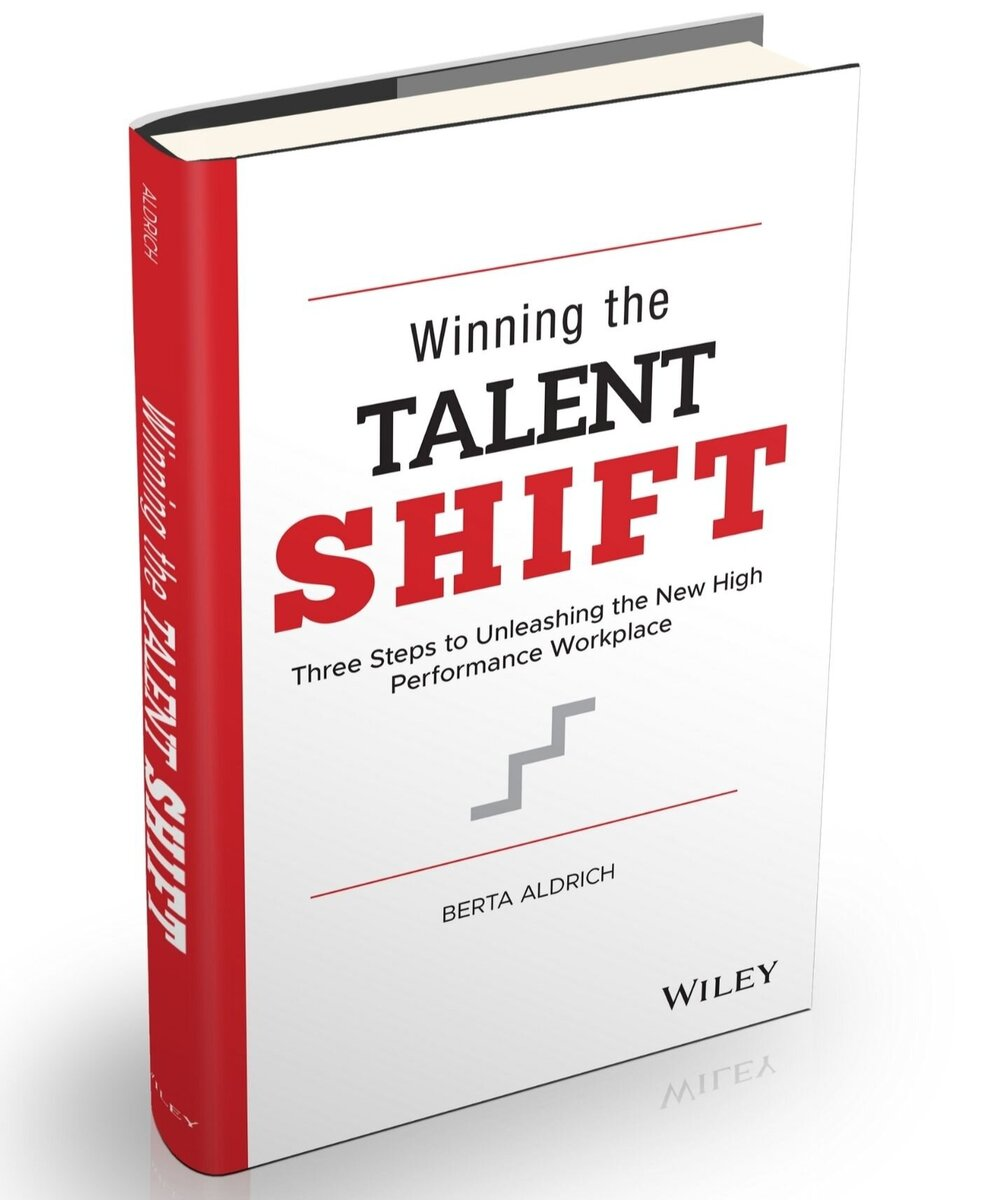 ALDRICH
Winning the TALENT SHIFT
WILEY
Winning the
TALENT
SHIFT
Three Steps to Unleashing the New High
Performance Workplace
BERTA ALDRICH
WILEY
WILEY